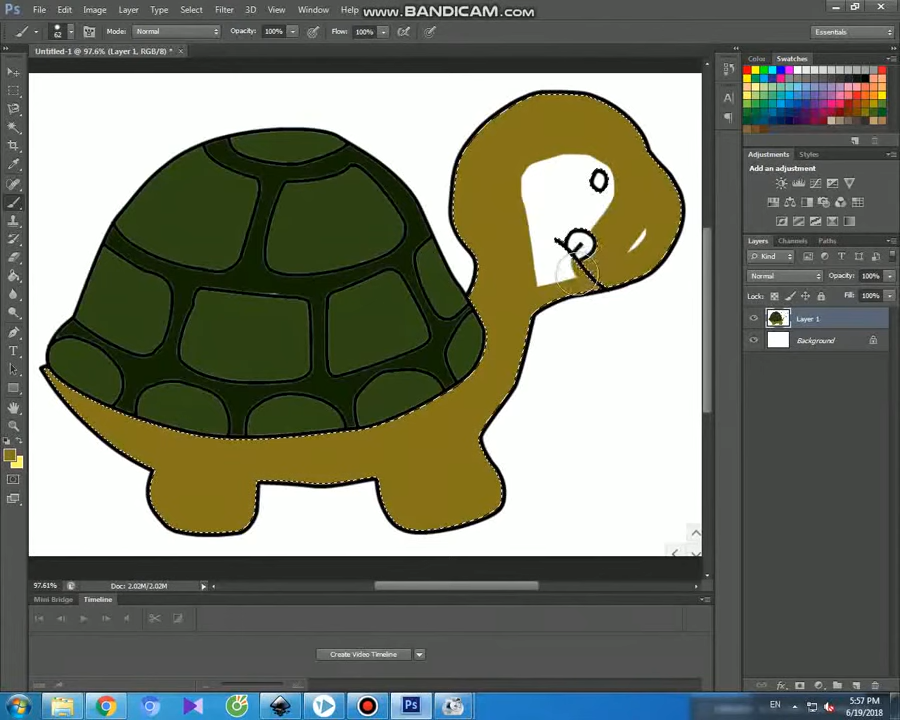 Ps File Edit Image Layer Type Select Filter 3D View Window Help
www.BANDICAM.com
62 Mode: Normal Opacity: 100% Flow: 100% Essentials
Untitled-1 @ 97.6% (Layer 1, RGB/8) * ×
Color Swatches
Adjustments Styles
Add an adjustment
Layers Channels Paths
Kind
Normal Opacity: 100%
Lock: Fill: 100%
Layer 1
Background
97.61% Doc: 2.02M/2.02M
Mini Bridge Timeline
Create Video Timeline
EN 5:57 PM
6/19/2018